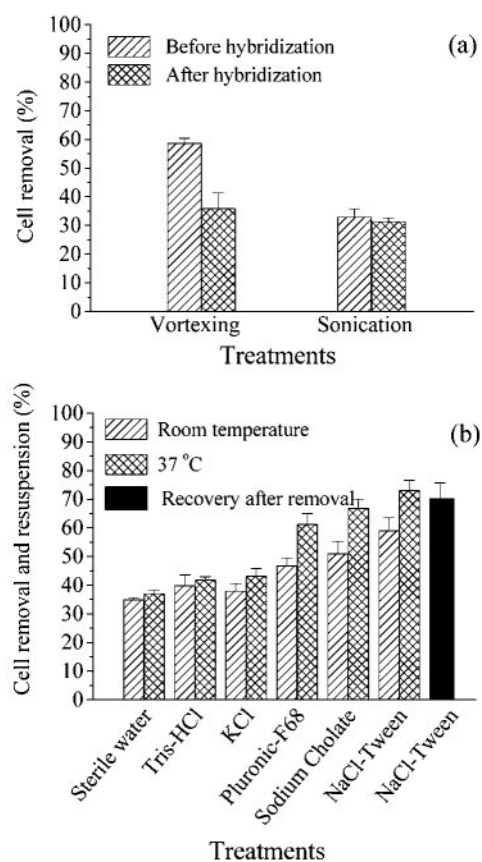 100
90
80
70
60
50
40
30
20
10
0
Cell removal (%)
Before hybridization
After hybridization
(a)
Vortexing
Sonication
Treatments
100
90
80
70
60
50
40
30
20
10
0
Cell removal and resuspension (%)
Room temperature
37 °C
Recovery after removal
(b)
Sterile water
Tris-HCl
KCl
Pluronic-F68
Sodium Cholate
NaCl-Tween
NaCl-Tween
Treatments